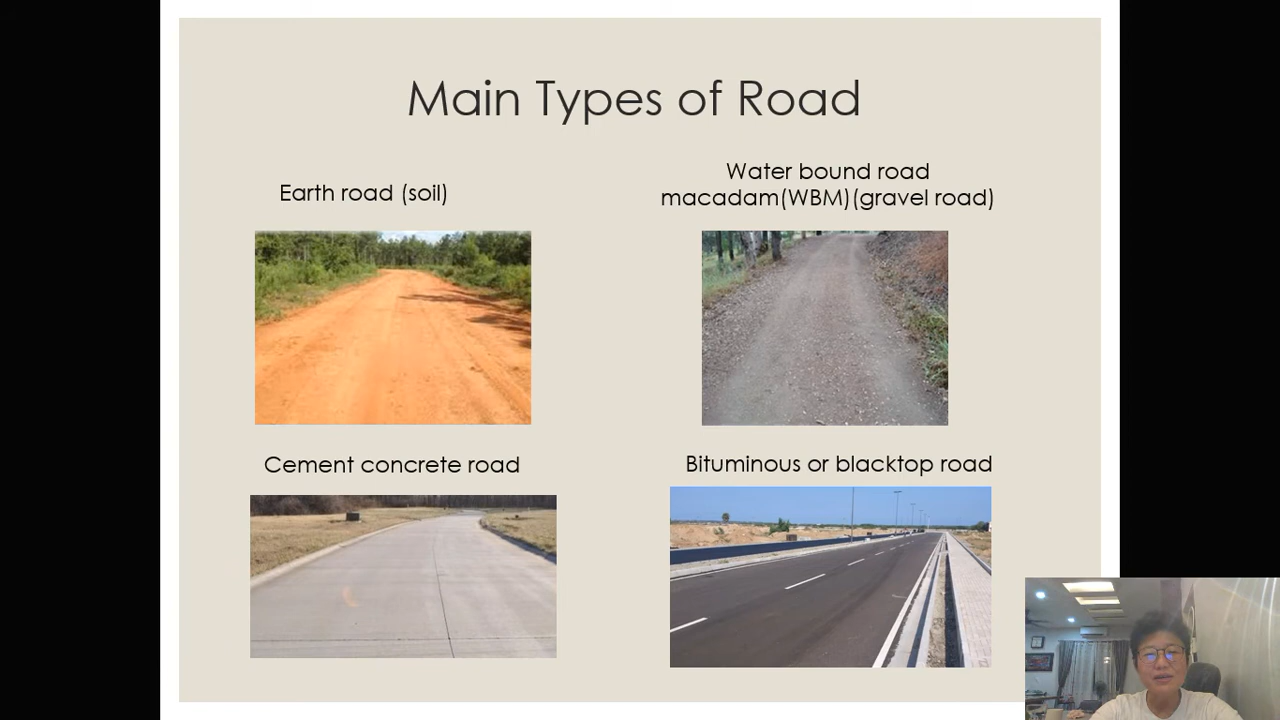 Main Types of Road
Earth road (soil)
Water bound road
macadam(WBM)(gravel road)
Cement concrete road
Bituminous or blacktop road